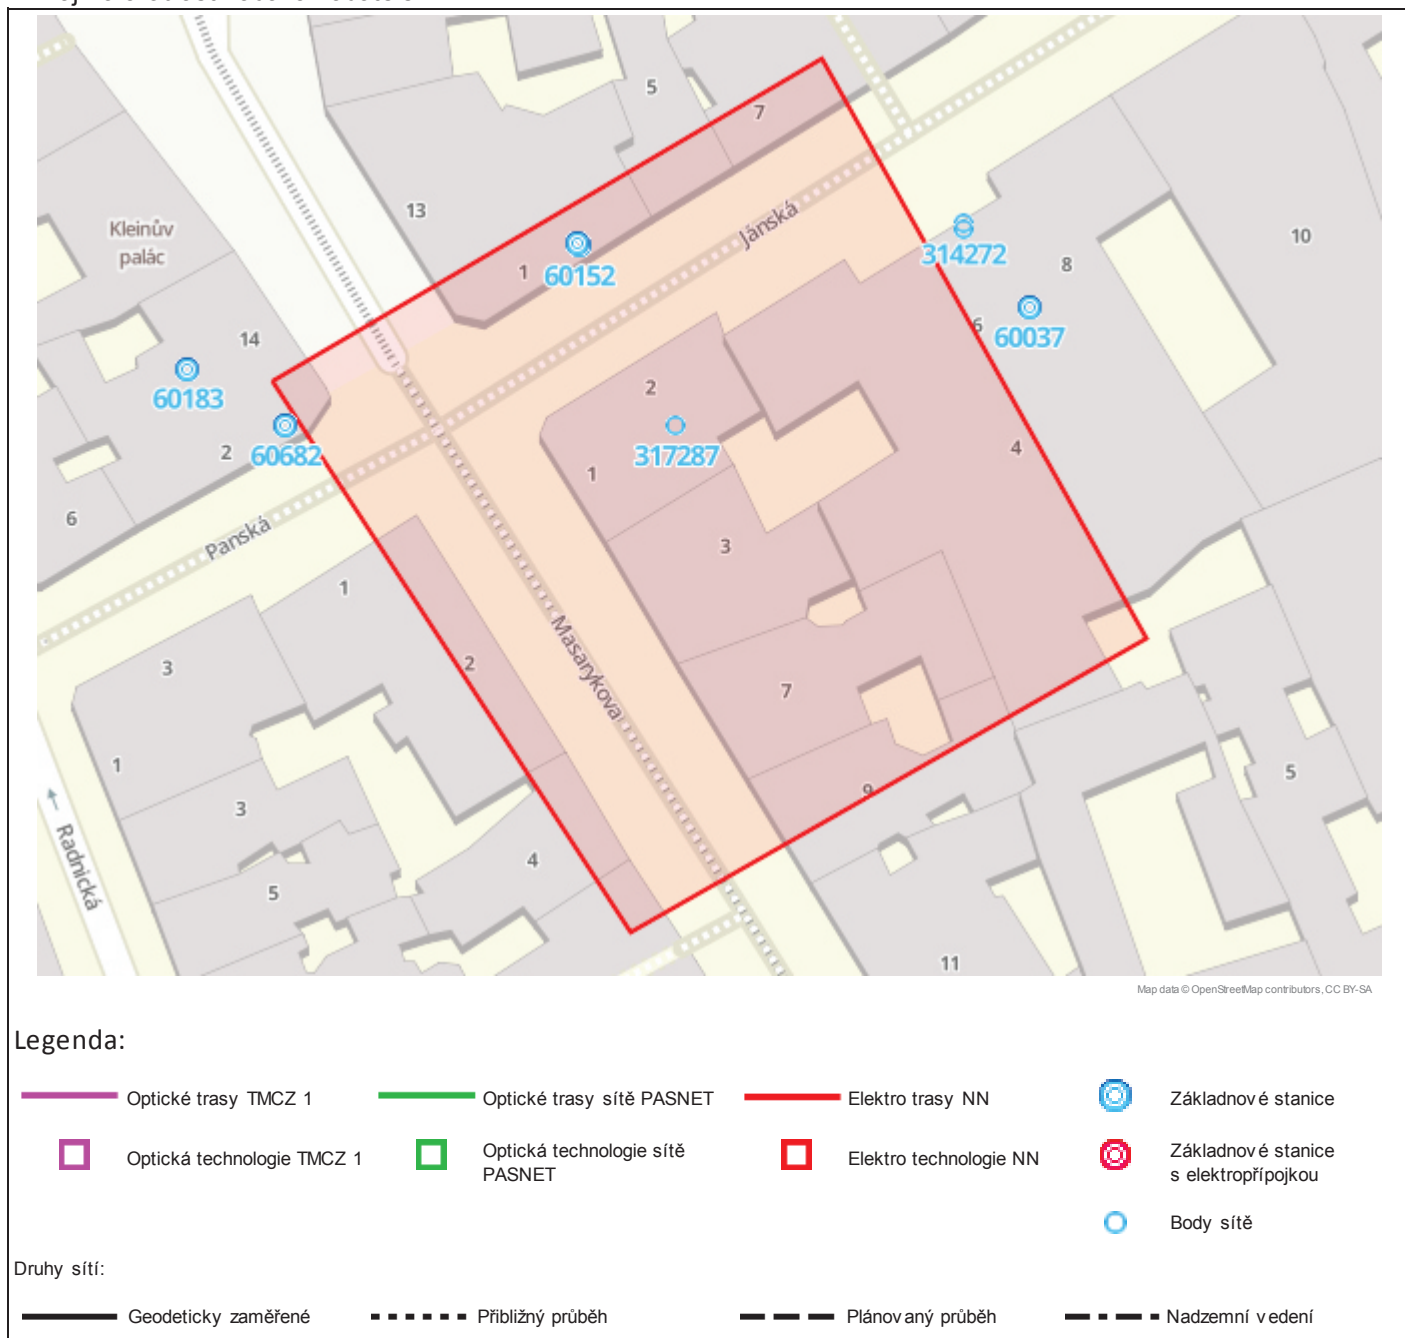 5
7
13
Kleinův
palác
Jánská
10
314272
8
1
60152
6
60037
14
60183
2
2
60682
317287
4
1
6
Panská
3
1
Masarykova
2
3
7
1
5
3
9
Radnická
4
5
11
Map data © OpenStreetMap contributors, CC BY-SA
Legenda:
Optické trasy TMCZ 1
Optické trasy sítě PASNET
Elektro trasy NN
Základnové stanice
Optická technologie TMCZ 1
Optická technologie sítě
PASNET
Elektro technologie NN
Základnové stanice
s elektropřípojkou
Body sítě
Druhy sítí:
Geodeticky zaměřené
Přibližný průběh
Plánovaný průběh
Nadzemní vedení